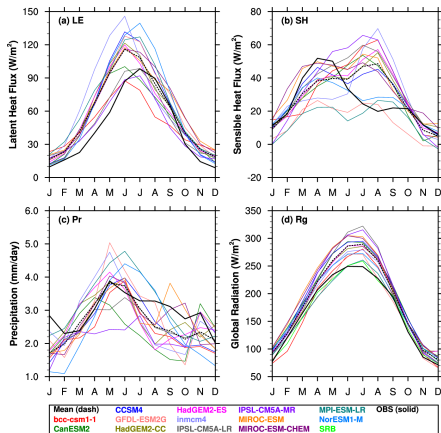 (a) LE
Latent Heat Flux (W/m²)
150
120
90
60
30
0
J F M A M J J A S O N D
(b) SH
Sensible Heat Flux (W/m²)
80
60
40
20
0
-20
J F M A M J J A S O N D
(c) Pr
Precipitation (mm/day)
6.0
5.0
4.0
3.0
2.0
1.0
J F M A M J J A S O N D
(d) Rg
Global Radiation (W/m²)
350
300
250
200
150
100
50
J F M A M J J A S O N D
Mean (dash) CCSM4 HadGEM2-ES IPSL-CM5A-MR MPI-ESM-LR OBS (solid)
bcc-csm1-1 GFDL-ESM2G inmcm4 MIROC-ESM NorESM1-M
CanESM2 HadGEM2-CC IPSL-CM5A-LR MIROC-ESM-CHEM SRB